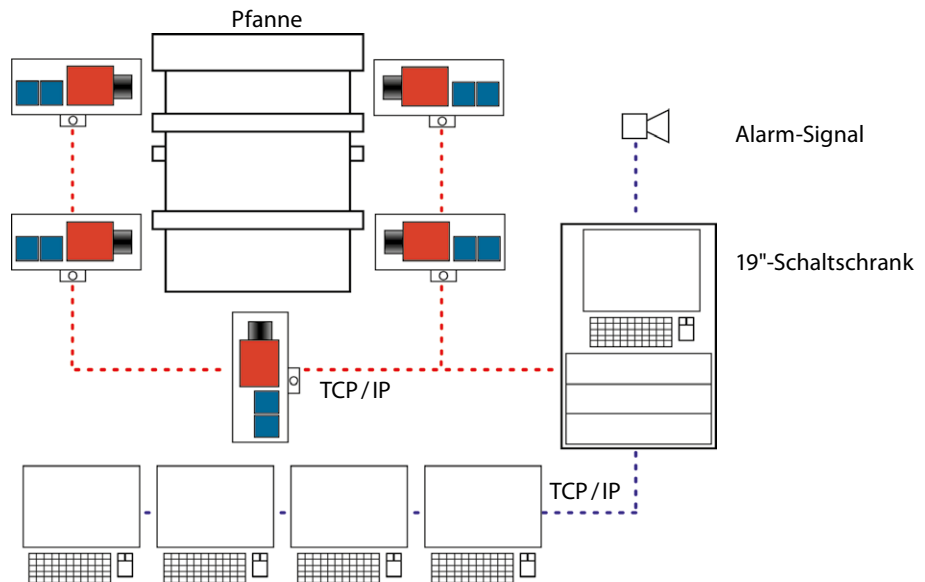 Pfanne
Alarm-Signal
19"-Schaltschrank
TCP/IP
TCP/IP